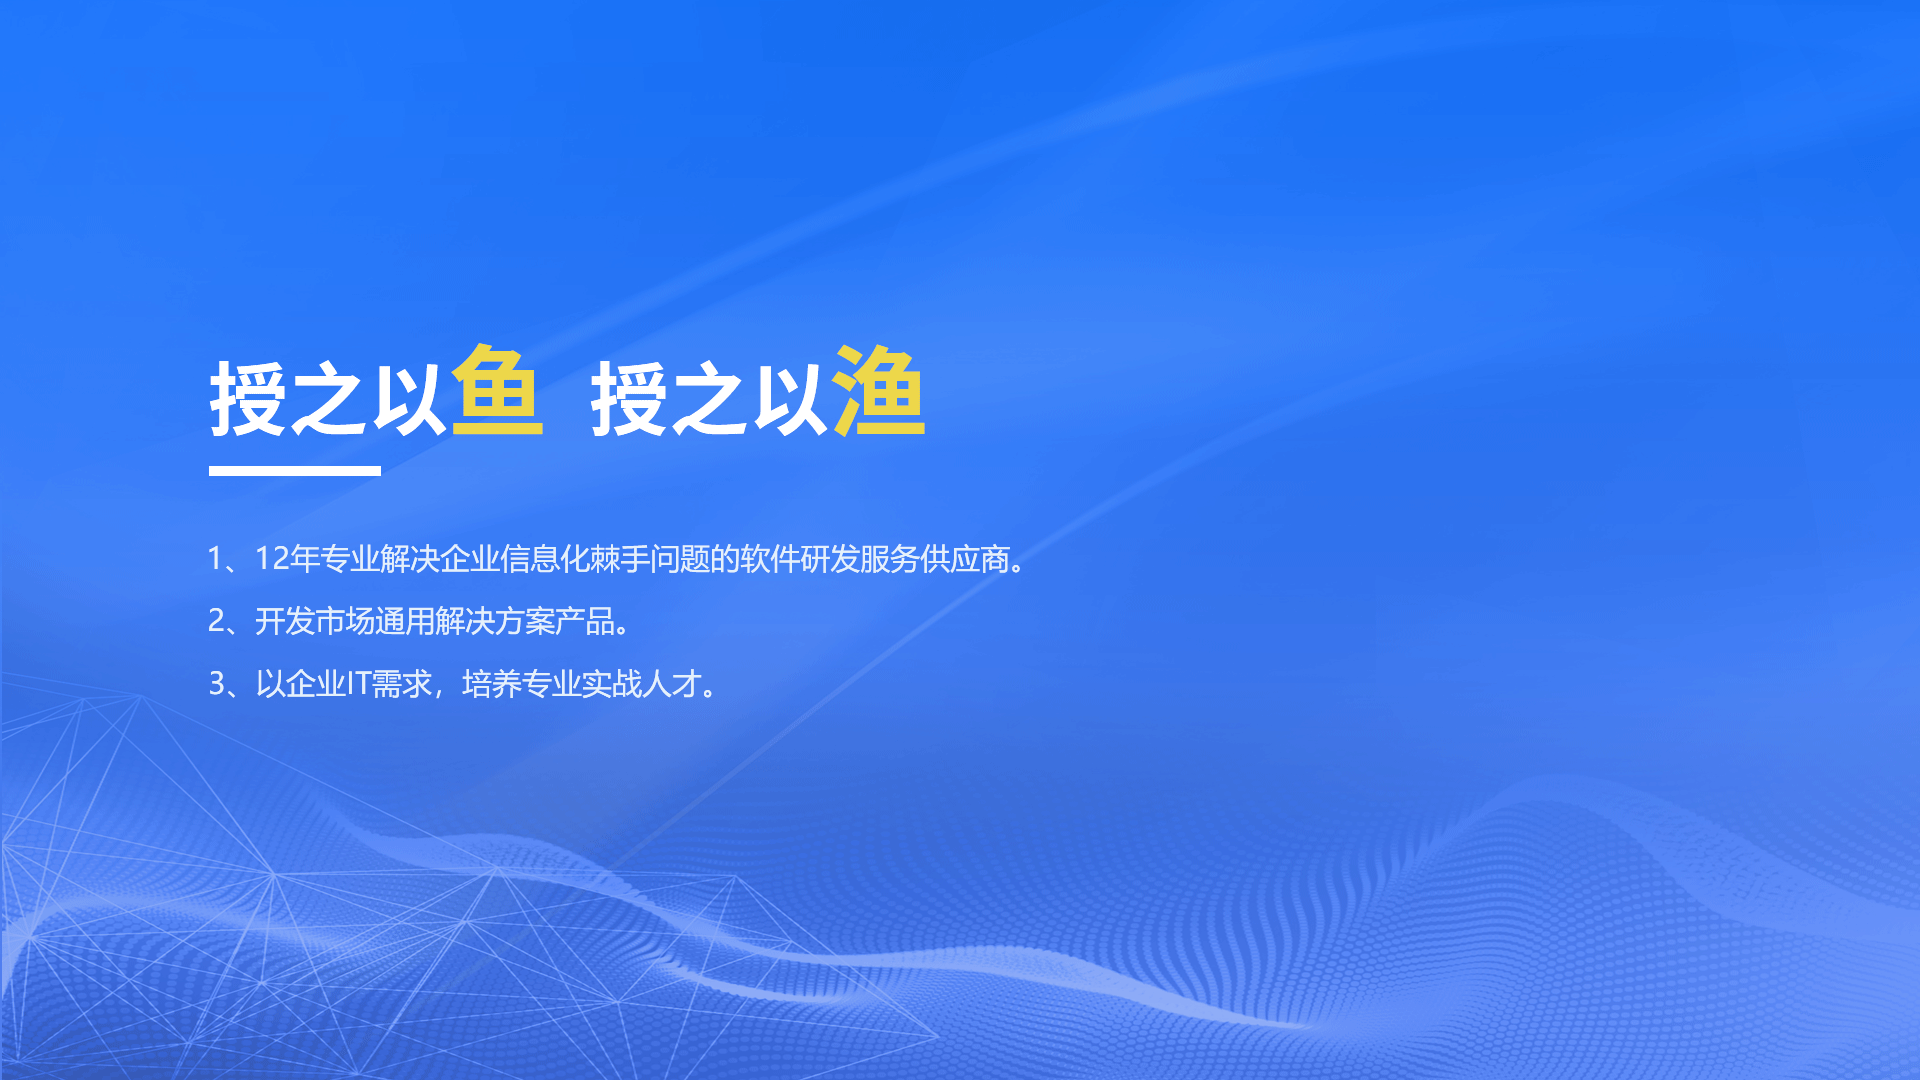 授之以鱼 授之以渔
1、12年专业解决企业信息化棘手问题的软件研发服务供应商。
2、开发市场通用解决方案产品。
3、以企业IT需求，培养专业实战人才。